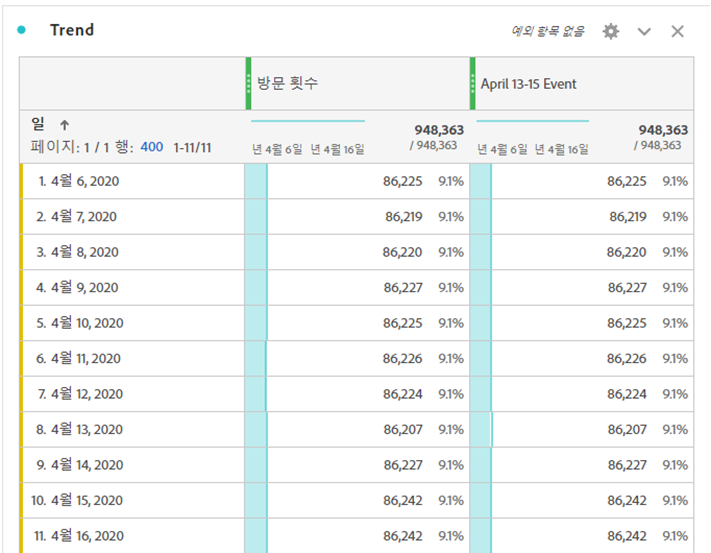 Trend 예외 항목 없음
방문 횟수 April 13-15 Event
일 ↑
페이지: 1 / 1 행: 400 1-11/11
년 4월 6일 년 4월 16일 948,363 / 948,363 년 4월 6일 년 4월 16일 948,363 / 948,363
1. 4월 6, 2020 86,225 9.1% 86,225 9.1%
2. 4월 7, 2020 86,219 9.1% 86,219 9.1%
3. 4월 8, 2020 86,220 9.1% 86,220 9.1%
4. 4월 9, 2020 86,227 9.1% 86,227 9.1%
5. 4월 10, 2020 86,225 9.1% 86,225 9.1%
6. 4월 11, 2020 86,226 9.1% 86,226 9.1%
7. 4월 12, 2020 86,224 9.1% 86,224 9.1%
8. 4월 13, 2020 86,207 9.1% 86,207 9.1%
9. 4월 14, 2020 86,227 9.1% 86,227 9.1%
10. 4월 15, 2020 86,242 9.1% 86,242 9.1%
11. 4월 16, 2020 86,242 9.1% 86,242 9.1%